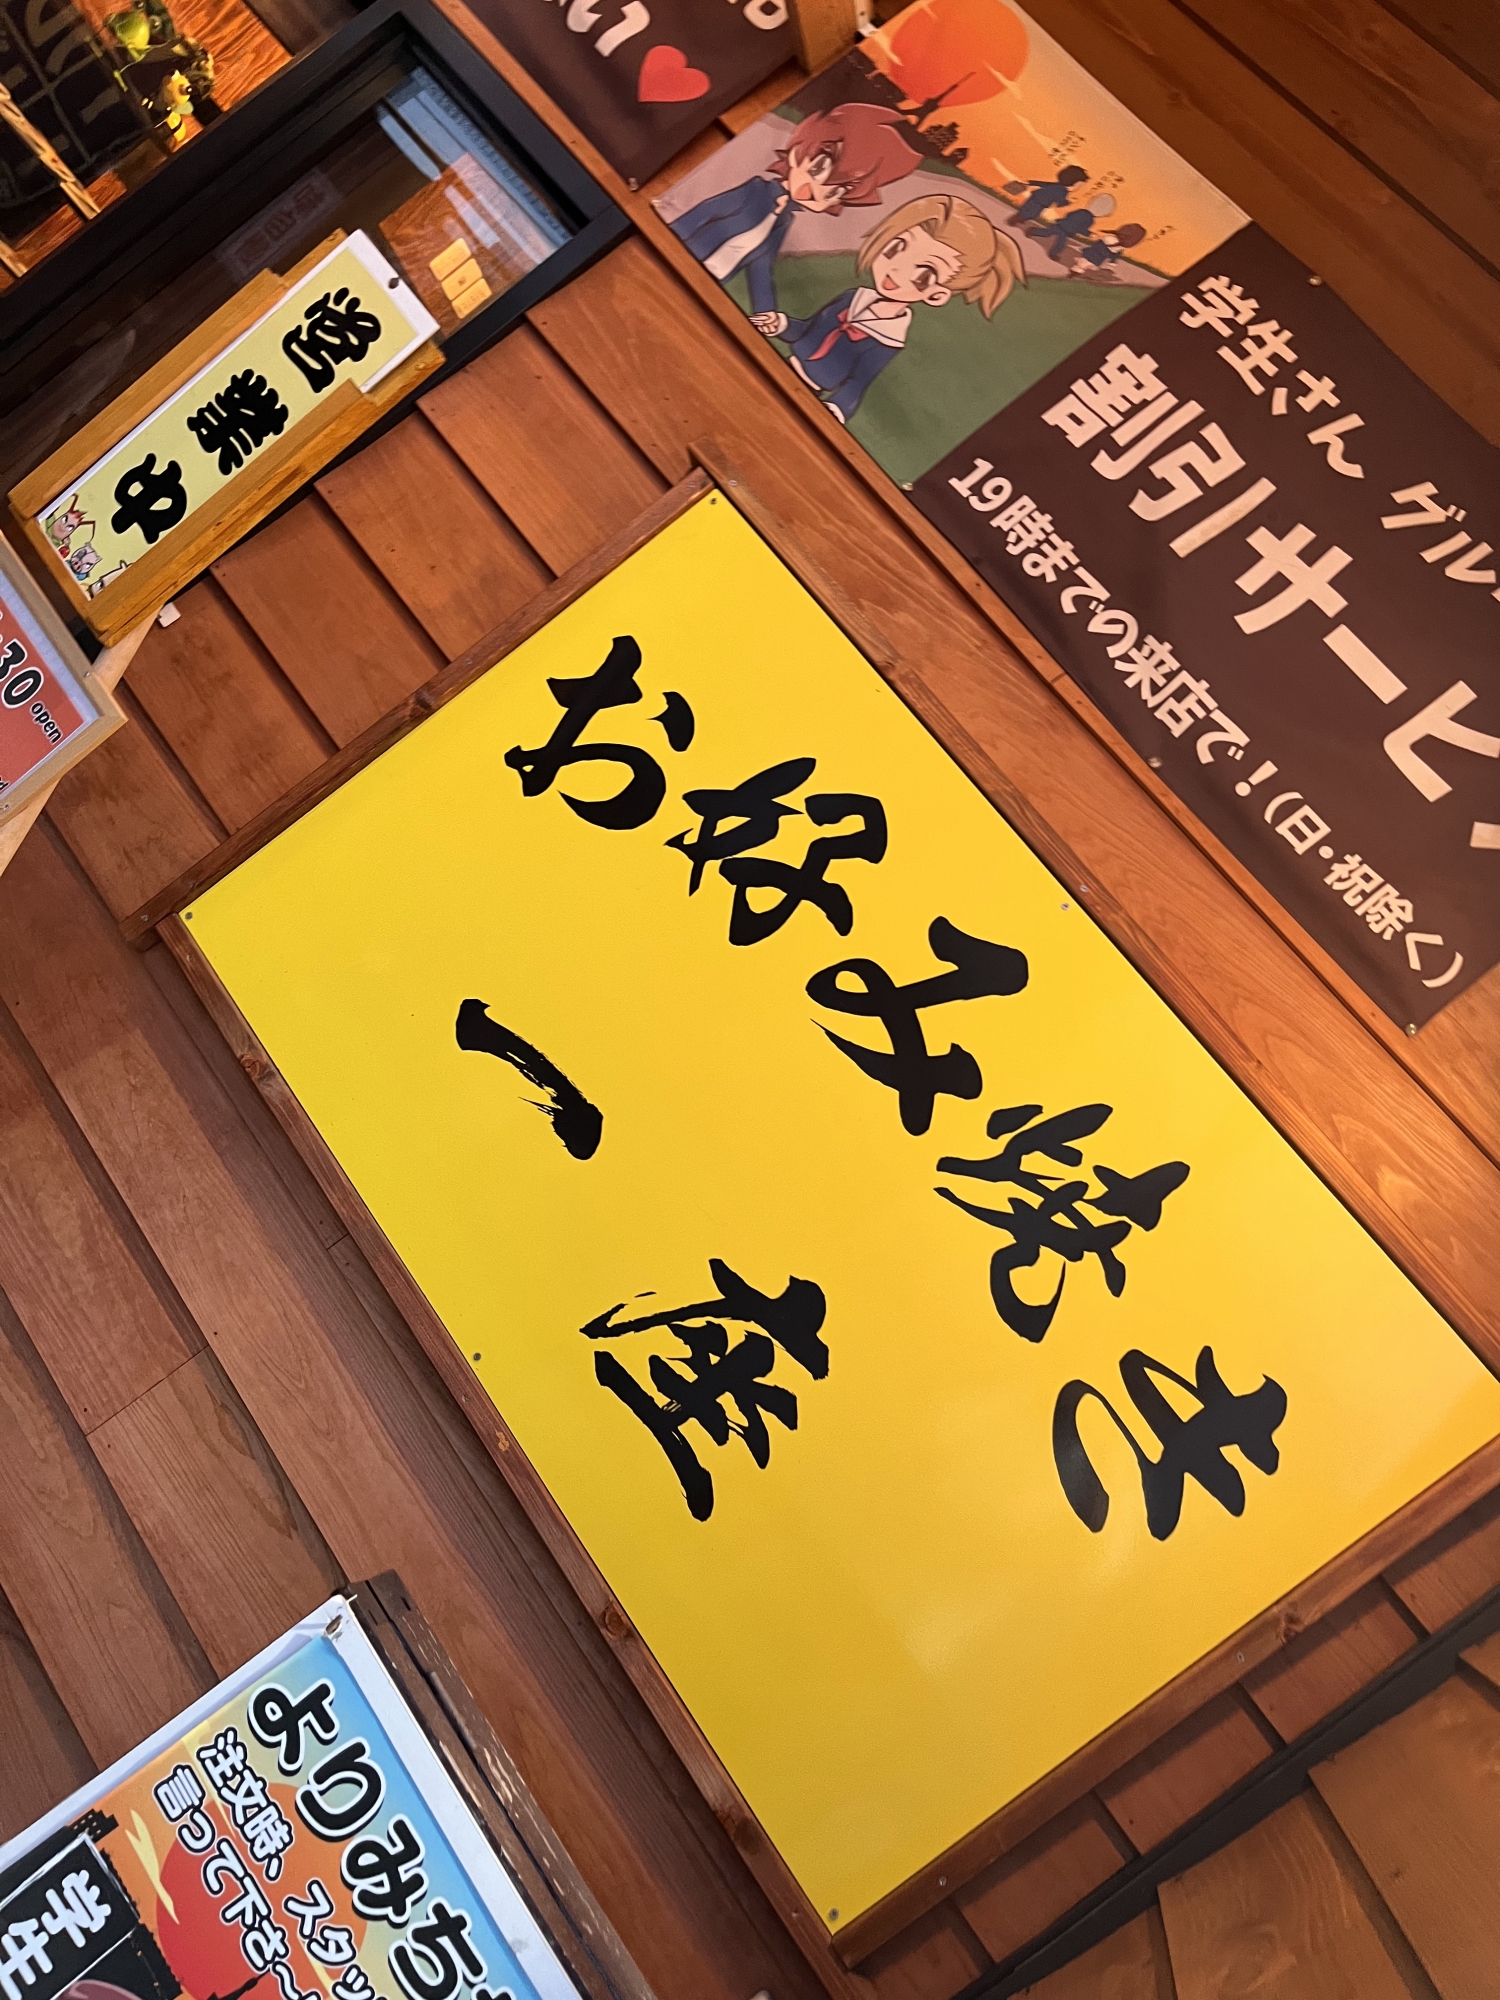 い♥
学生さん グル
割引サービ
19時までの来店で！(日・祝除く)
営業中
30 open
お好み焼き
一座
よりみち
注文時、スタッ
言って下さ～
学生